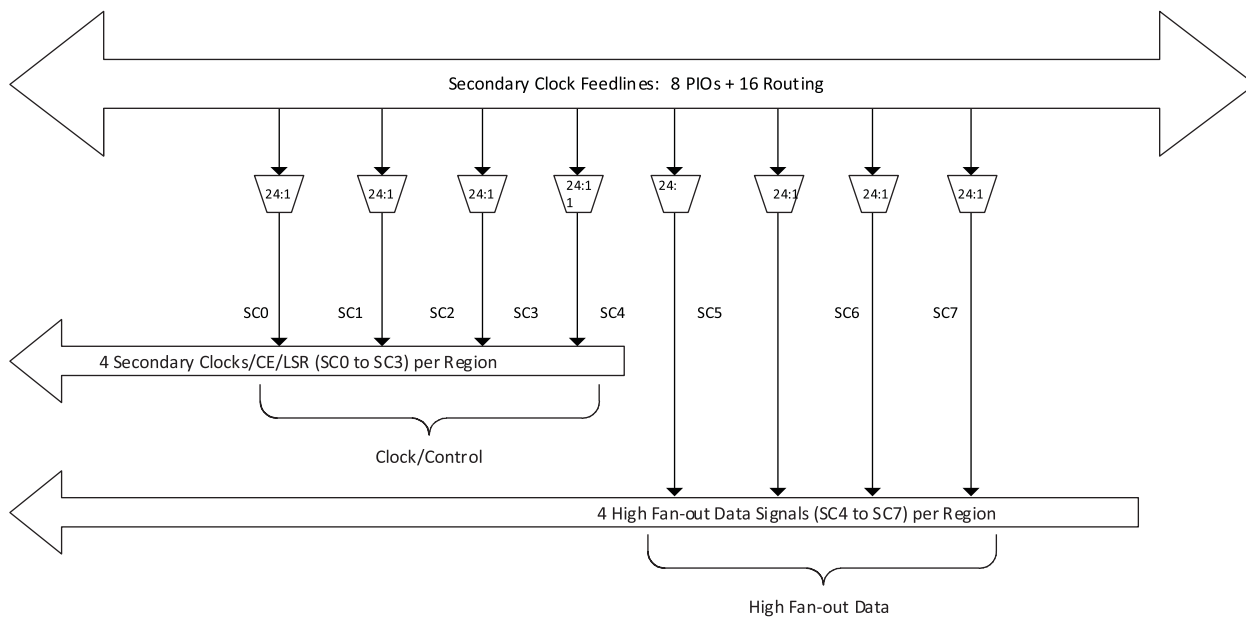 Secondary Clock Feedlines: 8 PIOs + 16 Routing
24:1
24:1
24:1
24:1
1
24:
24:1
24:1
24:1
SC0
SC1
SC2
SC3
SC4
SC5
SC6
SC7
4 Secondary Clocks/CE/LSR (SC0 to SC3) per Region
Clock/Control
4 High Fan-out Data Signals (SC4 to SC7) per Region
High Fan-out Data